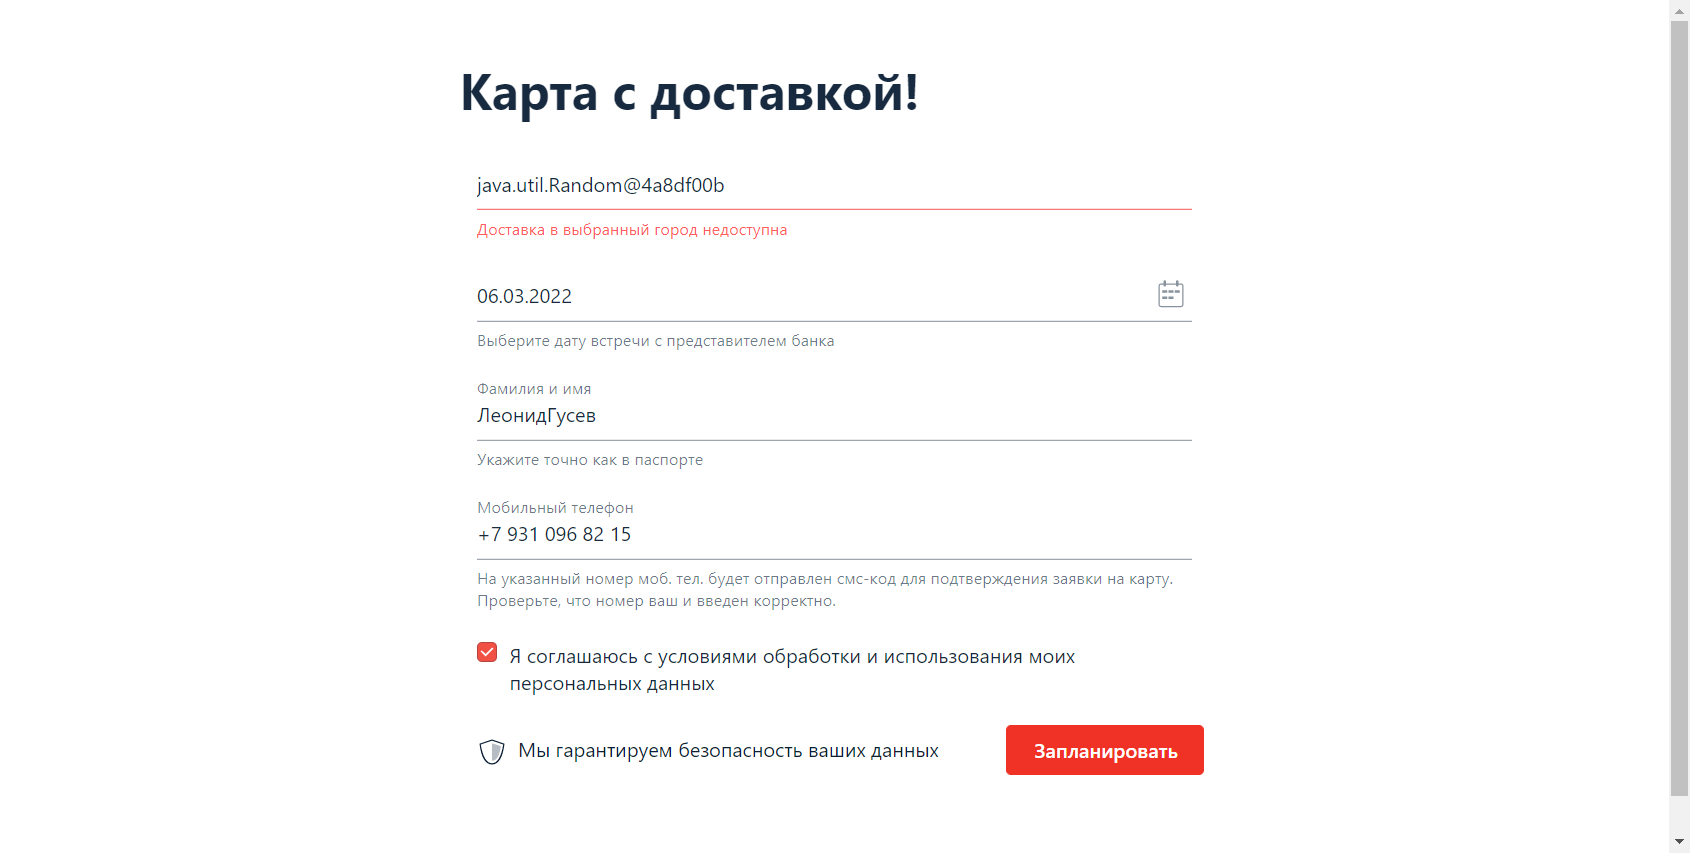 Карта с доставкой!
java.util.Random@4a8df00b
Доставка в выбранный город недоступна
06.03.2022
Выберите дату встречи с представителем банка
Фамилия и имя
ЛеонидГусев
Укажите точно как в паспорте
Мобильный телефон
+7 931 096 82 15
На указанный номер моб. тел. будет отправлен смс-код для подтверждения заявки на карту.
Проверьте, что номер ваш и введен корректно.
Я соглашаюсь с условиями обработки и использования моих
персональных данных
Мы гарантируем безопасность ваших данных
Запланировать